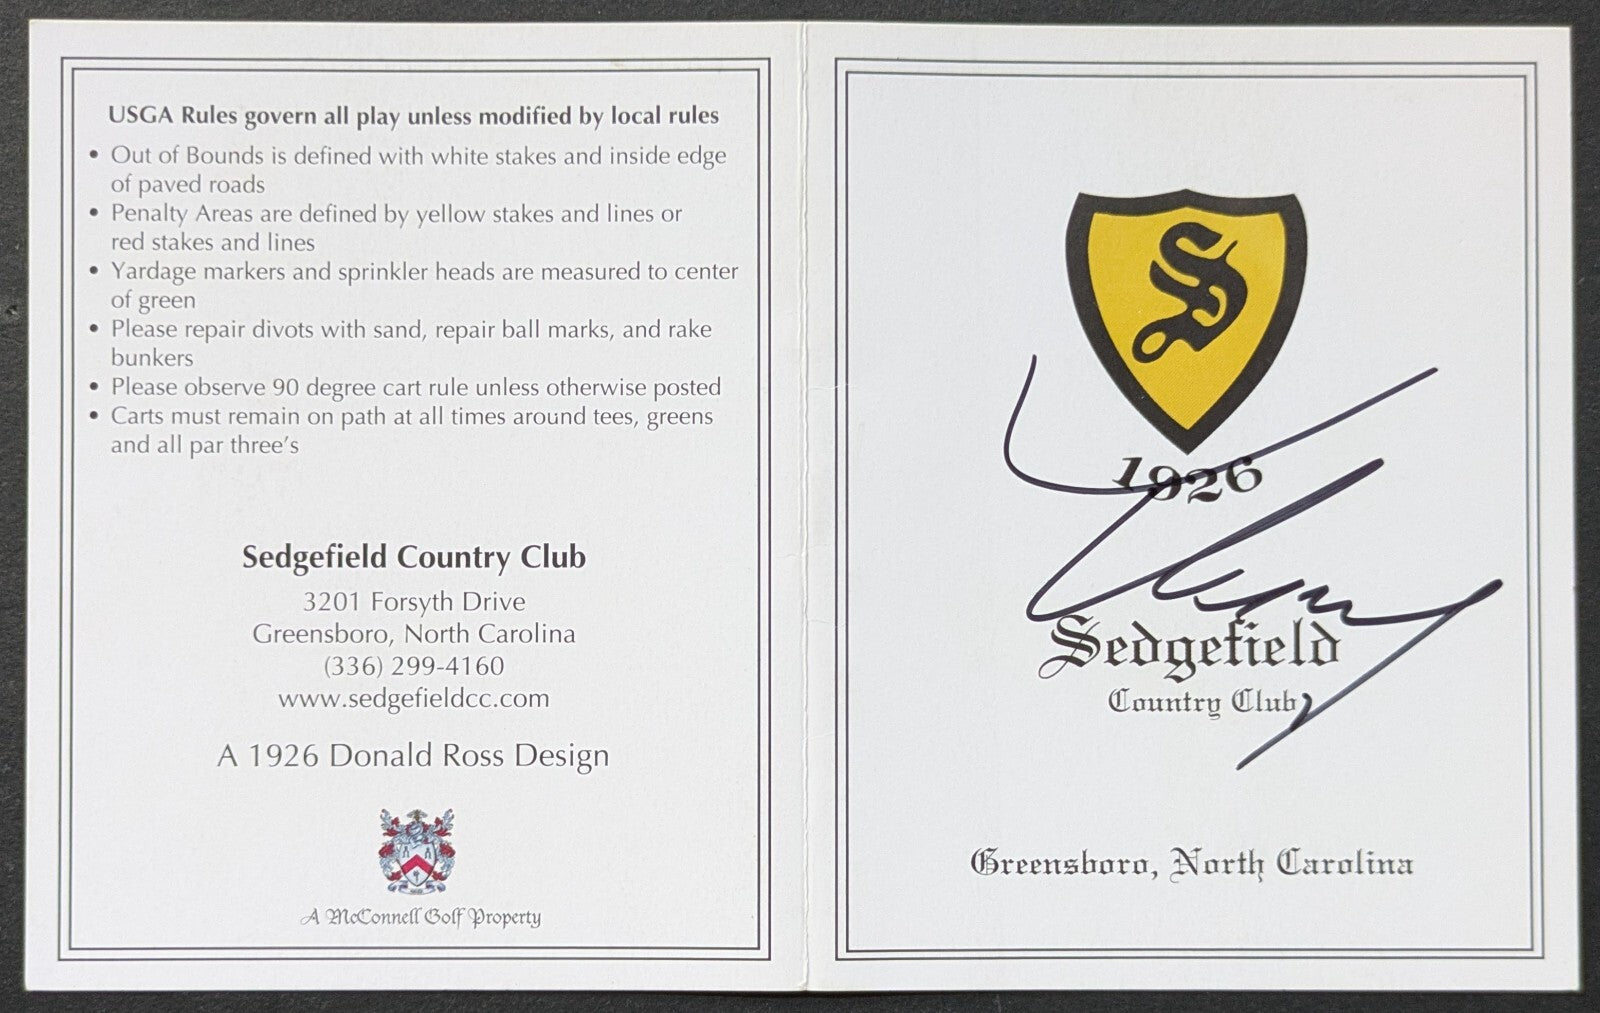 USGA Rules govern all play unless modified by local rules
• Out of Bounds is defined with white stakes and inside edge
of paved roads
• Penalty Areas are defined by yellow stakes and lines or
red stakes and lines
• Yardage markers and sprinkler heads are measured to center
of green
• Please repair divots with sand, repair ball marks, and rake
bunkers
• Please observe 90 degree cart rule unless otherwise posted
• Carts must remain on path at all times around tees, greens
and all par three's
Sedgefield Country Club
3201 Forsyth Drive
Greensboro, North Carolina
(336) 299-4160
www.sedgefieldcc.com
A 1926 Donald Ross Design
A McConnell Golf Property
S
1926
Sedgefield
Country Club
Greensboro, North Carolina